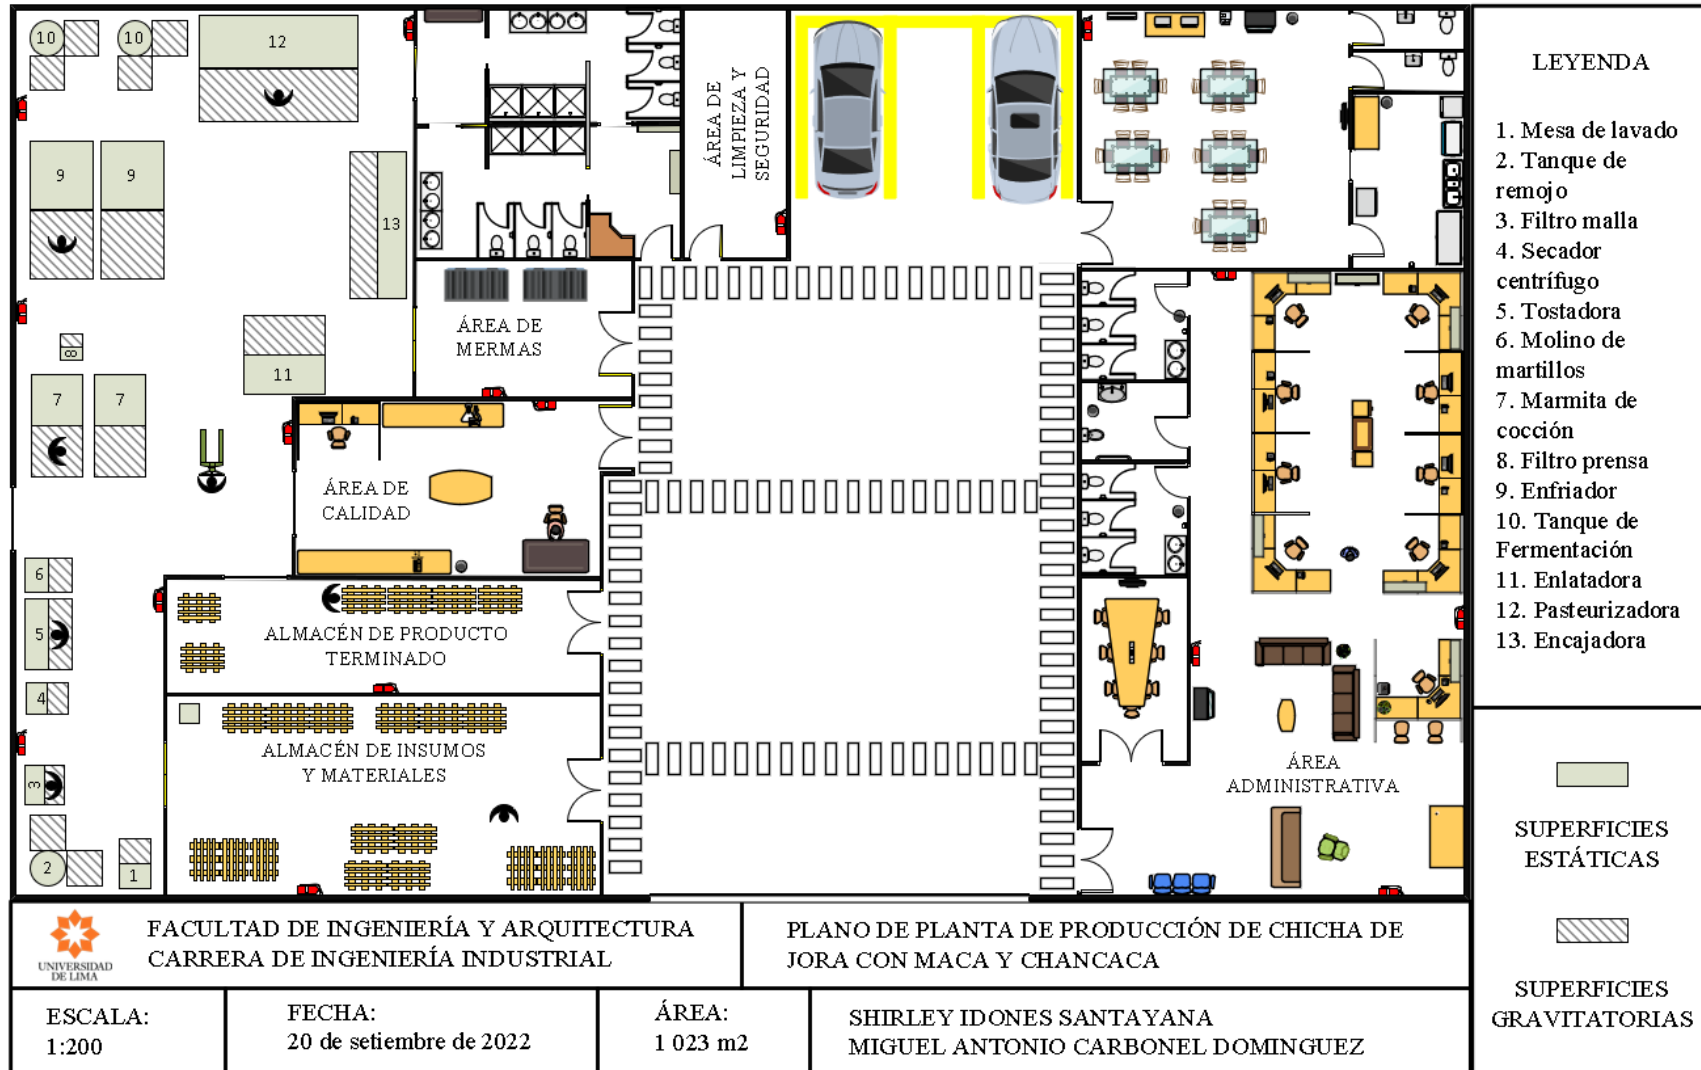 10
10
12
9
9
13
8
11
7
7
6
5
4
3
2
1
ÁREA DE
LIMPIEZA Y
SEGURIDAD
ÁREA DE
MERMAS
ÁREA DE
CALIDAD
ALMACÉN DE PRODUCTO
TERMINADO
ALMACÉN DE INSUMOS
Y MATERIALES
ÁREA
ADMINISTRATIVA
LEYENDA
1. Mesa de lavado
2. Tanque de
remojo
3. Filtro malla
4. Secador
centrífugo
5. Tostadora
6. Molino de
martillos
7. Marmita de
cocción
8. Filtro prensa
9. Enfriador
10. Tanque de
Fermentación
11. Enlatadora
12. Pasteurizadora
13. Encajadora
SUPERFICIES
ESTÁTICAS
SUPERFICIES
GRAVITATORIAS
UNIVERSIDAD
DE LIMA
FACULTAD DE INGENIERÍA Y ARQUITECTURA
CARRERA DE INGENIERÍA INDUSTRIAL
PLANO DE PLANTA DE PRODUCCIÓN DE CHICHA DE
JORA CON MACA Y CHANCACA
ESCALA:
1:200
FECHA:
20 de setiembre de 2022
ÁREA:
1 023 m2
SHIRLEY IDONES SANTAYANA
MIGUEL ANTONIO CARBONEL DOMINGUEZ